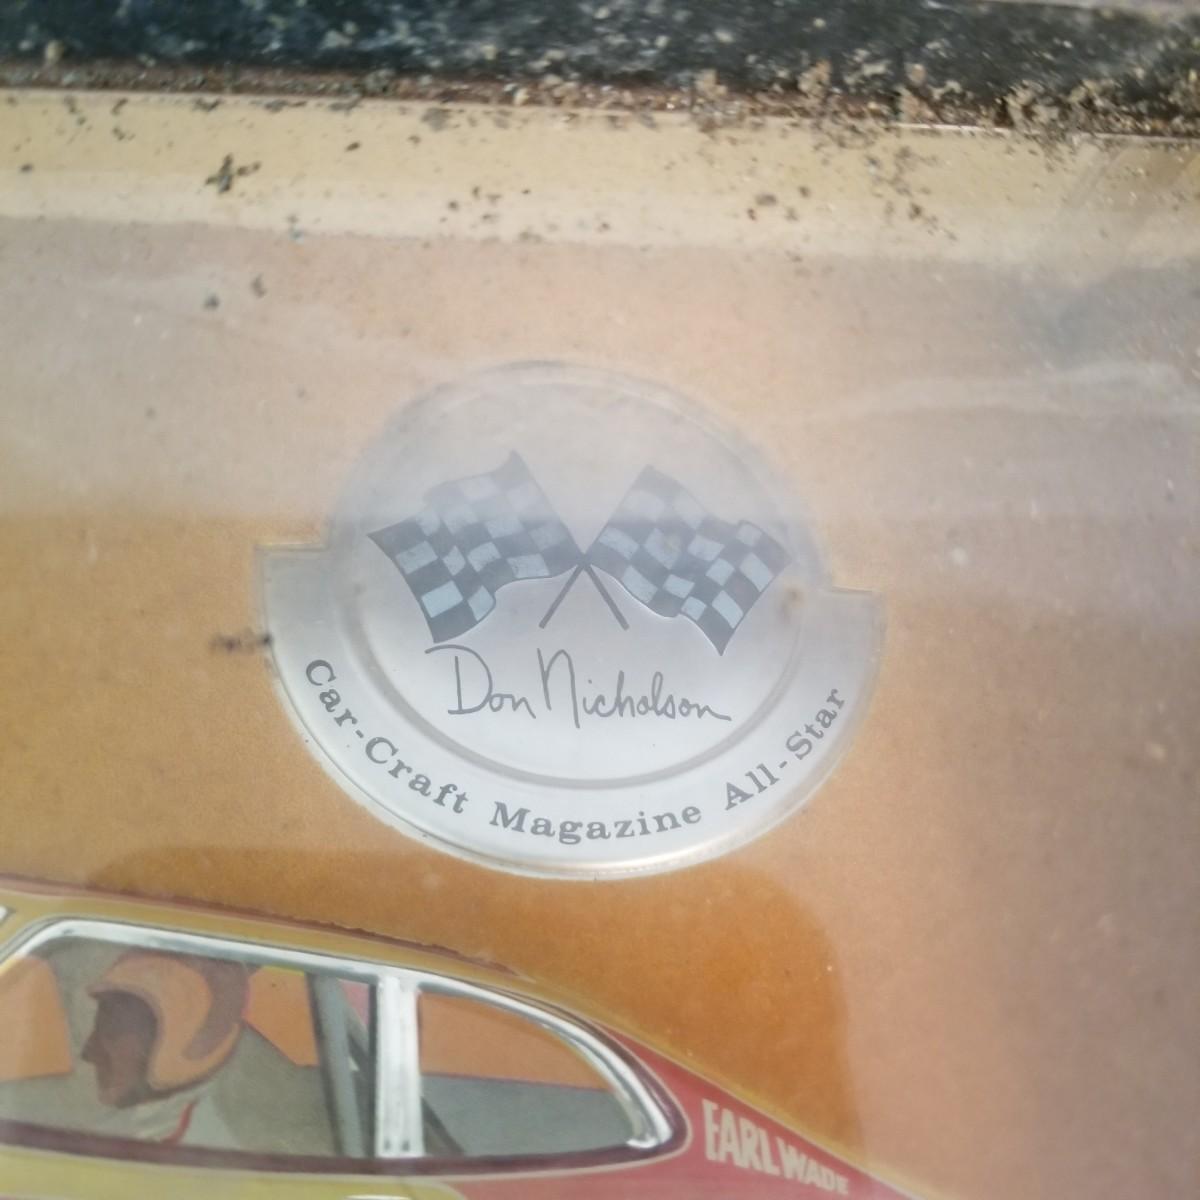 Don Nicholson
Car-Craft Magazine All-Star
EARL WADE